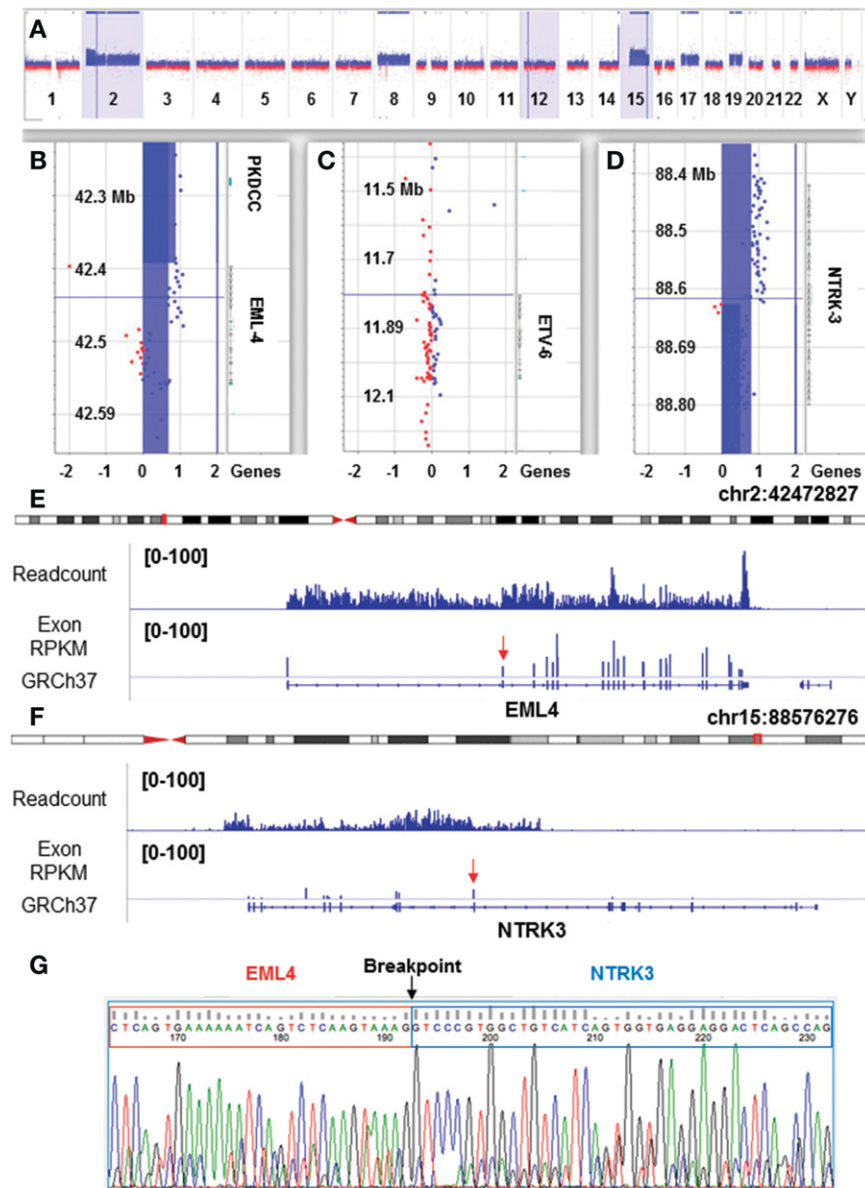 A
1 2 3 4 5 6 7 8 9 10 11 12 13 14 15 16 17 18 19 20 21 22 X Y
B
42.3 Mb
42.4
42.5
42.59
PKDCC
EML-4
-2 -1 0 1 2 Genes
C
11.5 Mb
11.7
11.89
12.1
ETV-6
-2 -1 0 1 2 Genes
D
88.4 Mb
88.5
88.6
88.69
88.80
NTRK-3
-2 -1 0 1 2 Genes
E
chr2:42472827
Readcount
[0-100]
Exon
RPKM
[0-100]
GRCh37
EML4
F
chr15:88576276
Readcount
[0-100]
Exon
RPKM
[0-100]
GRCh37
NTRK3
G
EML4 Breakpoint NTRK3
CTCAGTGAAAAAATCAGTCTCAAGTAAAGGTCCCGTGGCTGTCATCAGTGGTGAGGAGGACTCAGCCAG
170 180 190 200 210 220 230